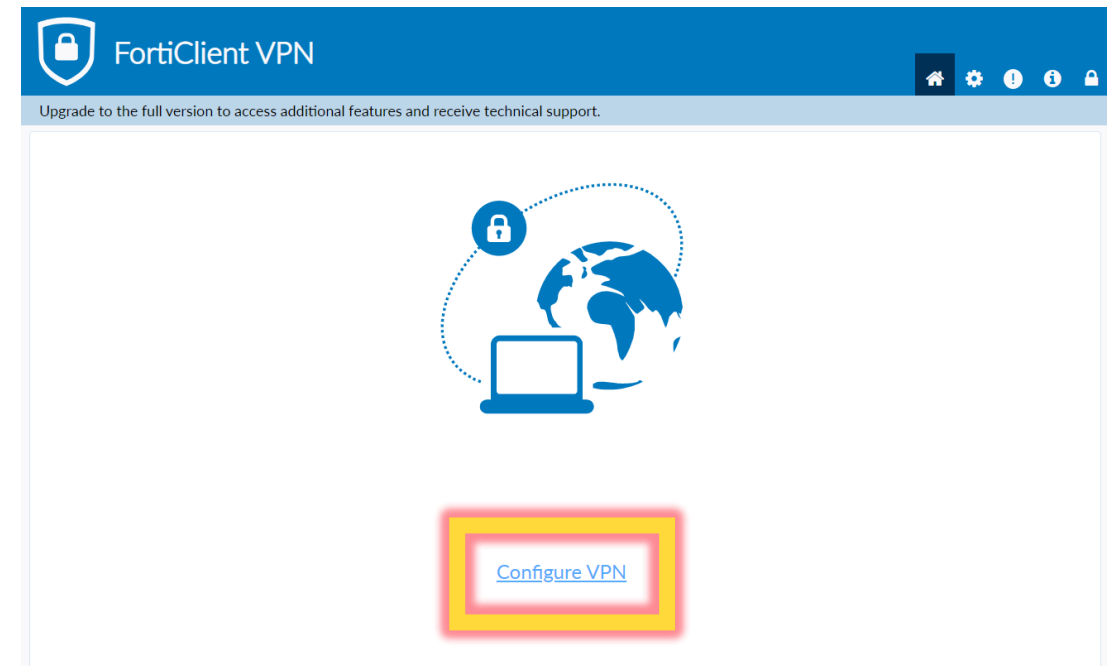 FortiClient VPN
Upgrade to the full version to access additional features and receive technical support.
Configure VPN